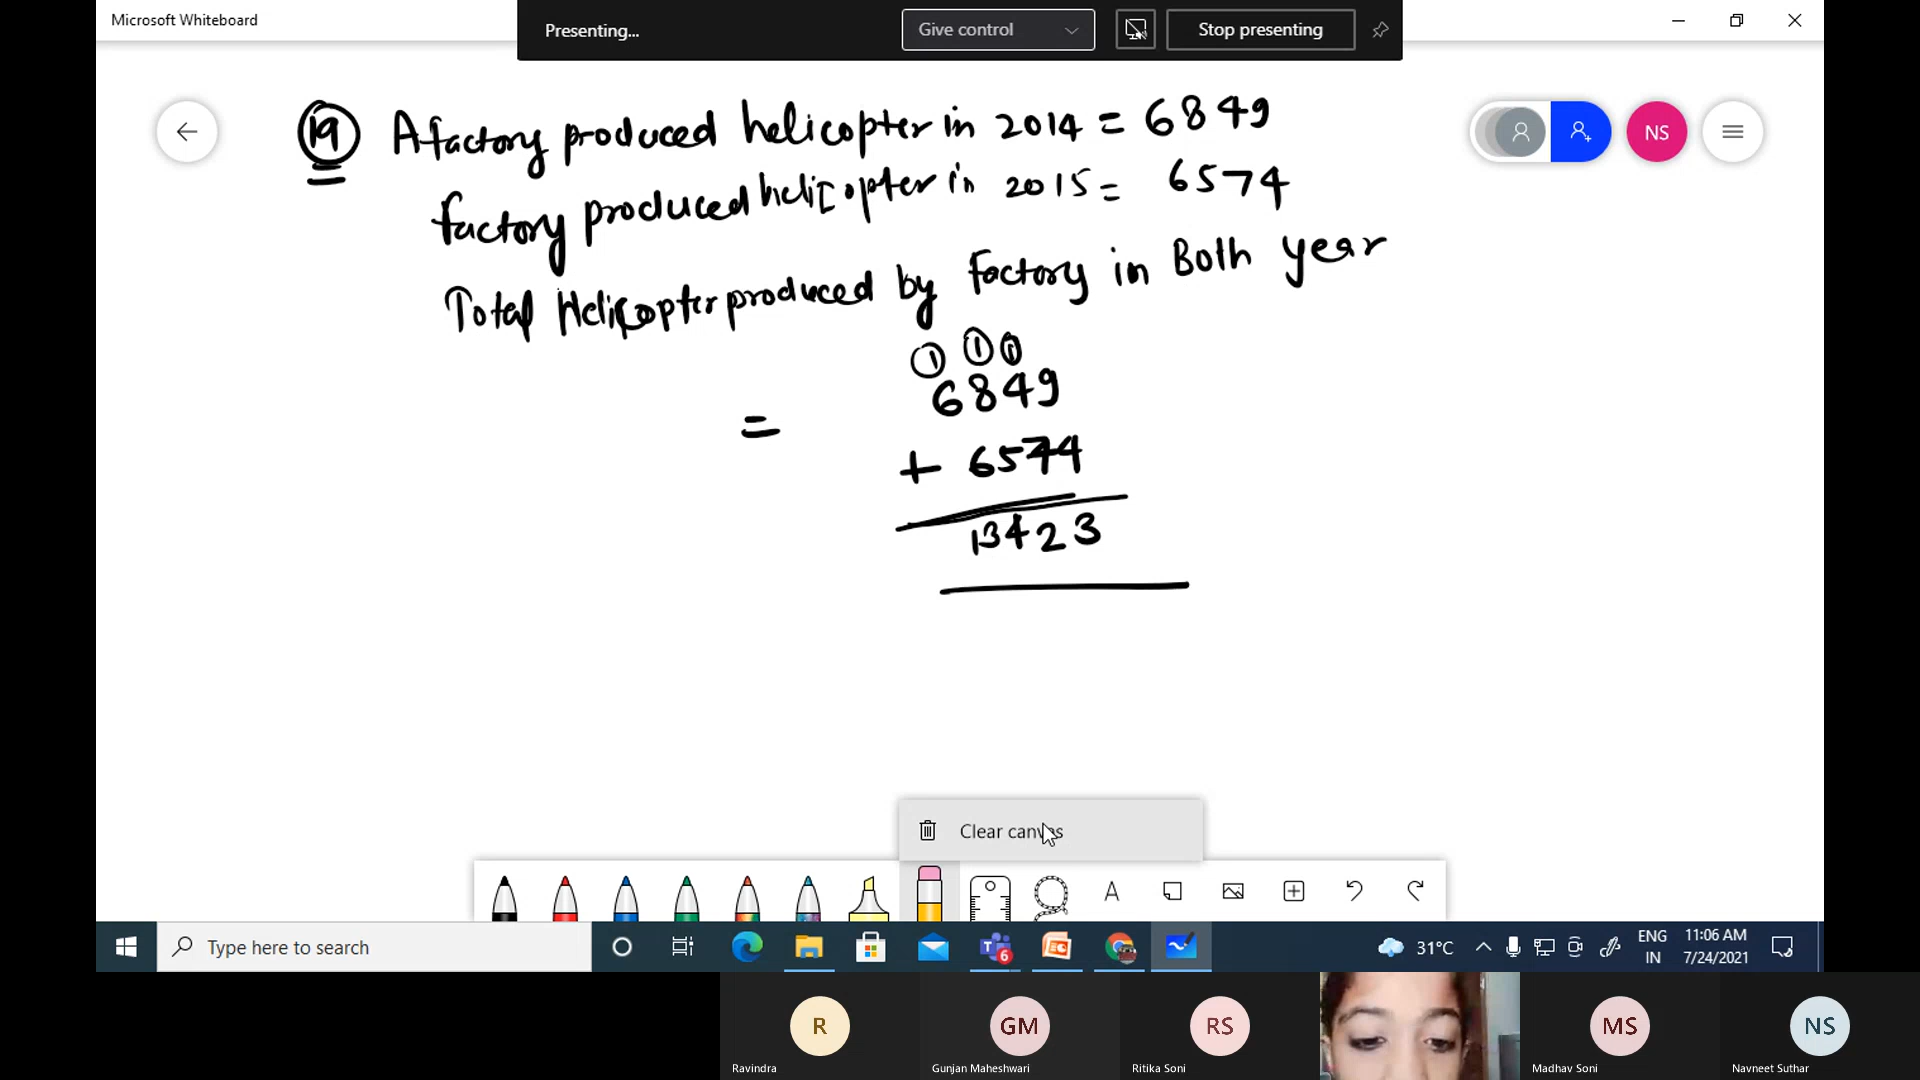 Microsoft Whiteboard
Presenting...
Give control
Stop presenting
19 A factory produced helicopter in 2014 = 6849
factory produced helicopter in 2015 = 6574
Total Helicopter produced by factory in Both year
NS
1 1 1
6849
=
+ 6574
13423
Clear canvas
A
Type here to search
6
31°C
ENG
IN
11:06 AM
7/24/2021
R
GM
RS
MS
NS
Ravindra
Gunjan Maheshwari
Ritika Soni
Madhav Soni
Navneet Suthar